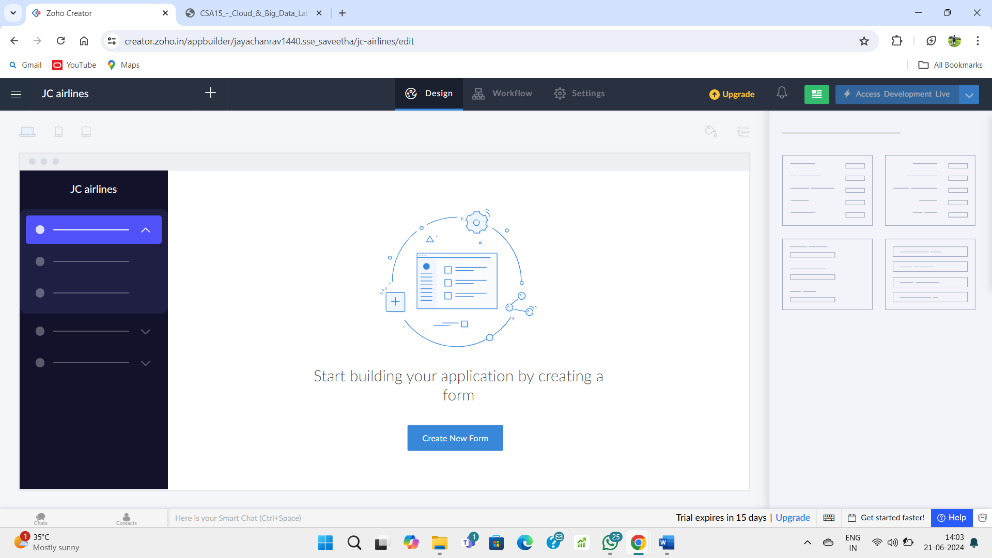 Zoho Creator
CSA15_-_Cloud_&_Big_Data_Lal
creator.zoho.in/appbuilder/jayachanrav1440.sse_saveetha/jc-airlines/edit
Gmail
YouTube
Maps
All Bookmarks
JC airlines
Design
Workflow
Settings
Upgrade
Access Development Live
JC airlines
Start building your application by creating a
form
Create New Form
Chats
Contacts
Here is your Smart Chat (Ctrl+Space)
Trial expires in 15 days | Upgrade
Get started faster!
Help
1
35°C
Mostly sunny
1
25
ENG
IN
14:03
21-06-2024